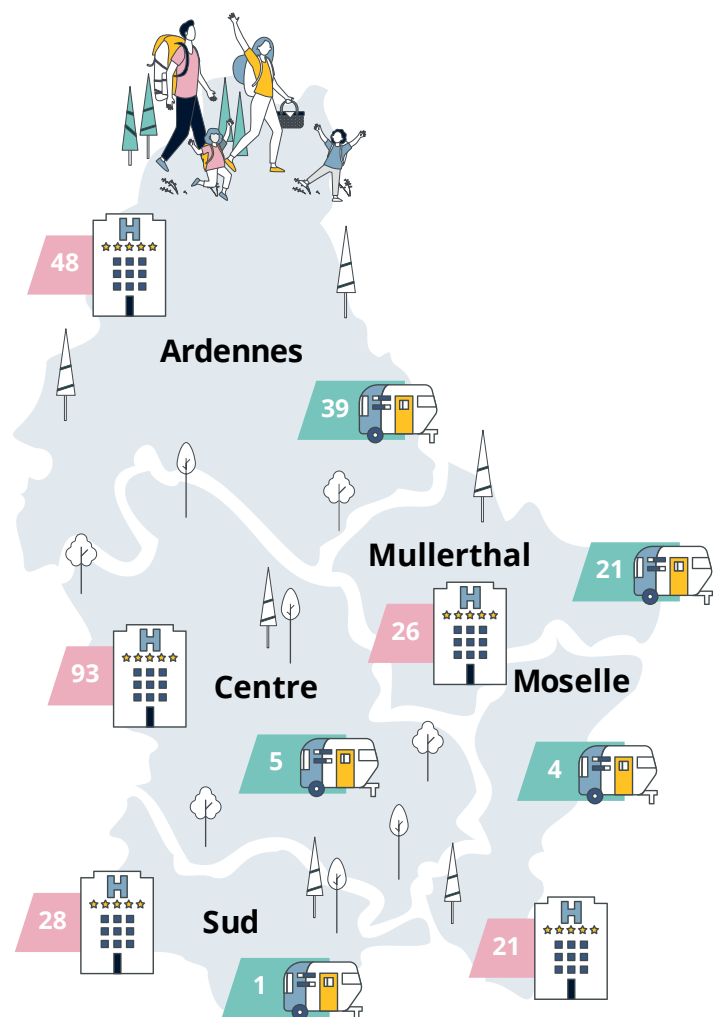 H
48
Ardennes
39
Mullerthal
21
H
26
H
93
Centre
Moselle
5
4
H
28
Sud
H
21
1